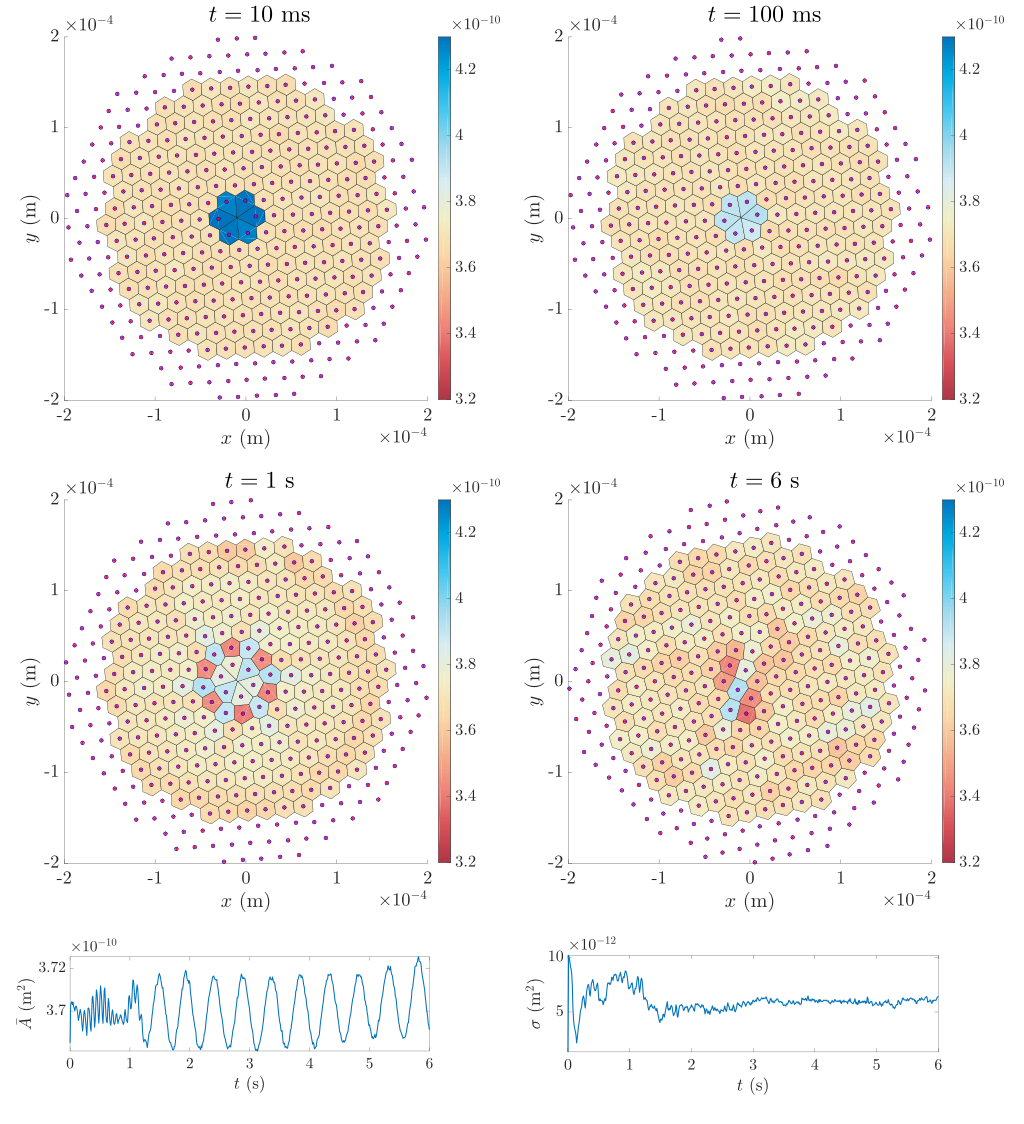 t = 10 ms
×10⁻⁴
×10⁻¹⁰
2
1
0
-1
-2
y (m)
-2 -1 0 1 2
x (m)
×10⁻⁴
4.2
4
3.8
3.6
3.4
3.2
t = 100 ms
×10⁻⁴
×10⁻¹⁰
2
1
0
-1
-2
y (m)
-2 -1 0 1 2
x (m)
×10⁻⁴
4.2
4
3.8
3.6
3.4
3.2
t = 1 s
×10⁻⁴
×10⁻¹⁰
2
1
0
-1
-2
y (m)
-2 -1 0 1 2
x (m)
×10⁻⁴
4.2
4
3.8
3.6
3.4
3.2
t = 6 s
×10⁻⁴
×10⁻¹⁰
2
1
0
-1
-2
y (m)
-2 -1 0 1 2
x (m)
×10⁻⁴
4.2
4
3.8
3.6
3.4
3.2
×10⁻¹⁰
3.72
3.7
Ā (m²)
0 1 2 3 4 5 6
t (s)
×10⁻¹²
10
5
σ (m²)
0 1 2 3 4 5 6
t (s)